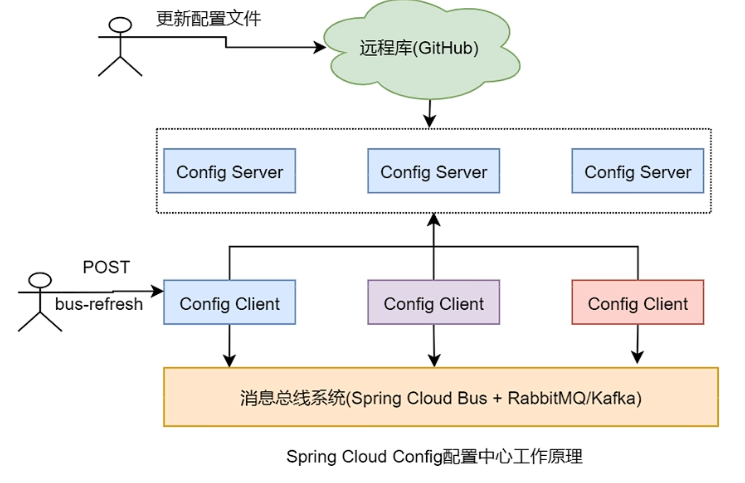 更新配置文件
远程库(GitHub)
Config Server
Config Server
Config Server
POST
bus-refresh
Config Client
Config Client
Config Client
消息总线系统(Spring Cloud Bus + RabbitMQ/Kafka)
Spring Cloud Config配置中心工作原理